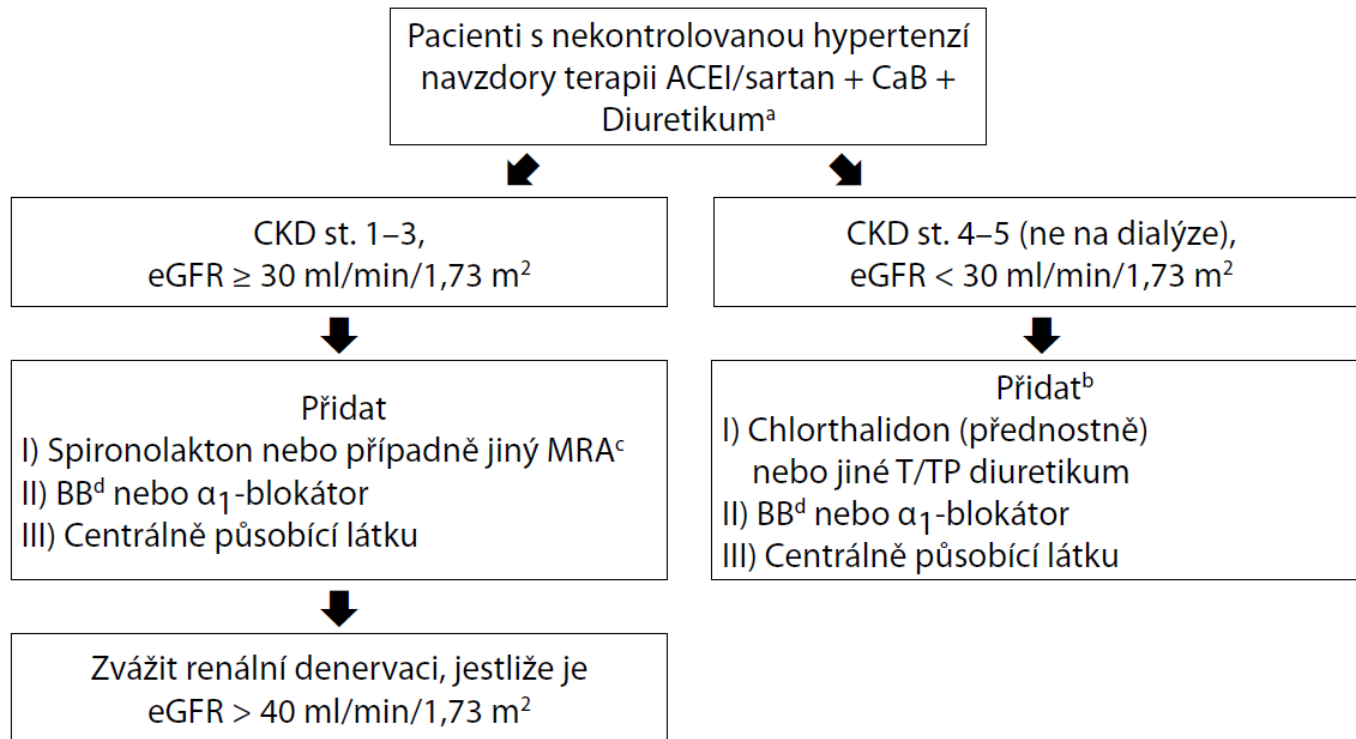 Pacienti s nekontrolovanou hypertenzí
navzdory terapii ACEI/sartan + CaB +
Diuretikumᵃ
CKD st. 1–3,
eGFR ≥ 30 ml/min/1,73 m²
CKD st. 4–5 (ne na dialýze),
eGFR < 30 ml/min/1,73 m²
Přidat
I) Spironolakton nebo případně jiný MRAᶜ
II) BBᵈ nebo α₁-blokátor
III) Centrálně působící látku
Přidatᵇ
I) Chlorthalidon (přednostně)
nebo jiné T/TP diuretikum
II) BBᵈ nebo α₁-blokátor
III) Centrálně působící látku
Zvážit renální denervaci, jestliže je
eGFR > 40 ml/min/1,73 m²